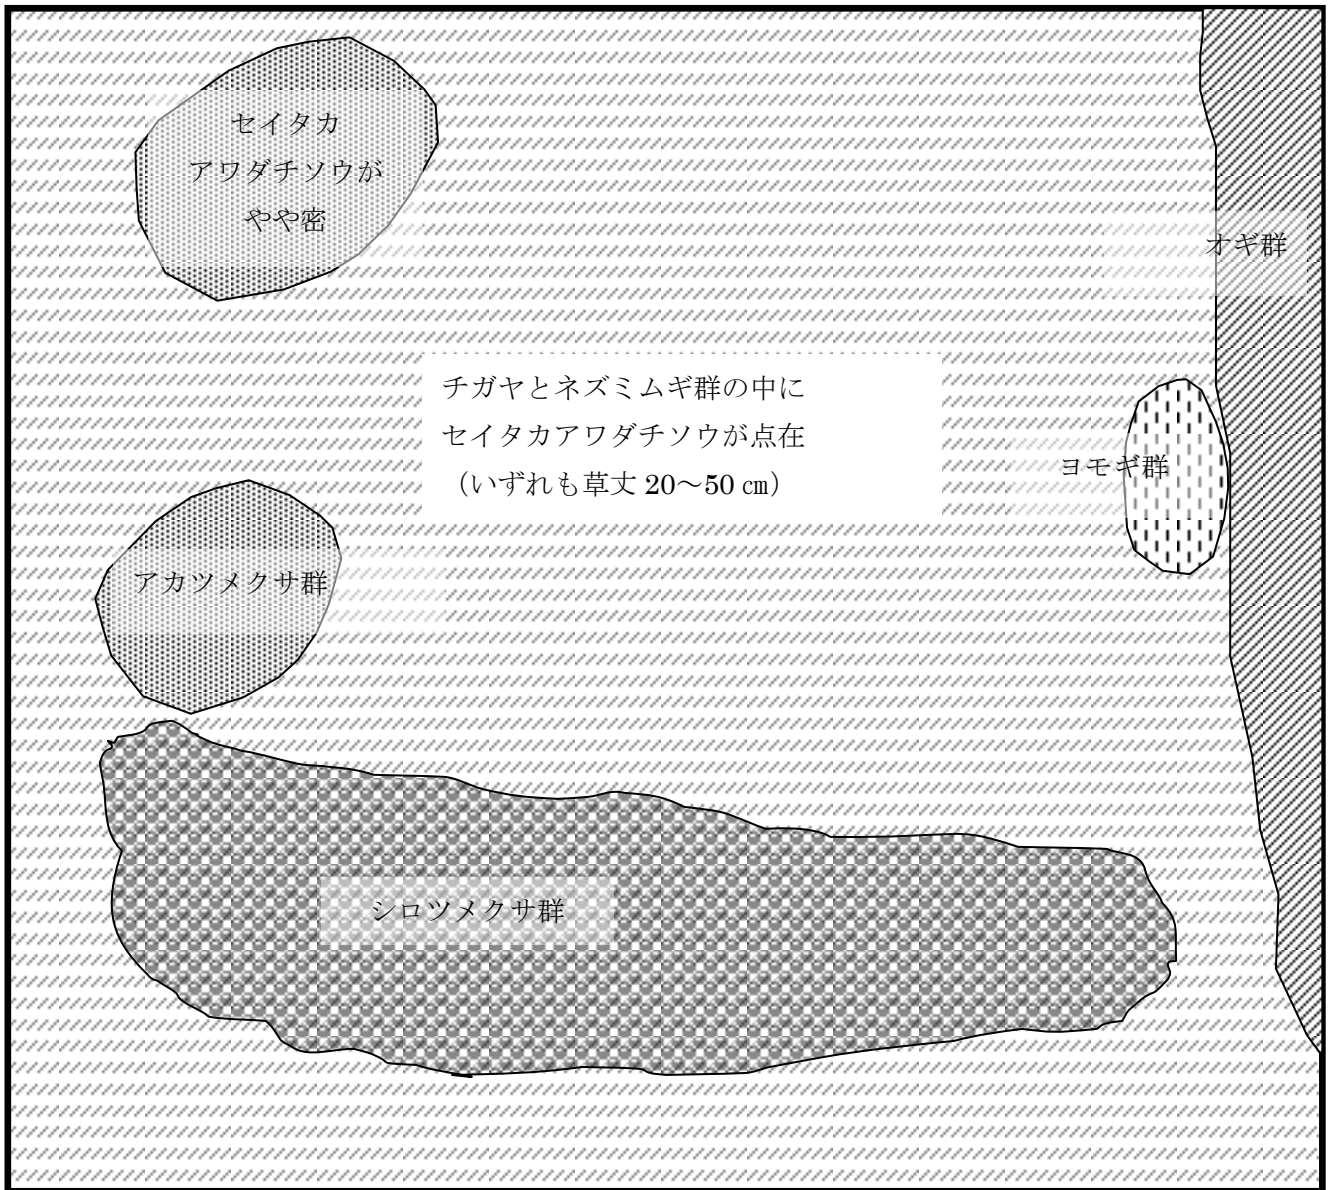 セイタカ
アワダチソウが
やや密
オギ群
チガヤとネズミムギ群の中に
セイタカアワダチソウが点在
（いずれも草丈 20～50 ㎝）
ヨモギ群
アカツメクサ群
シロツメクサ群